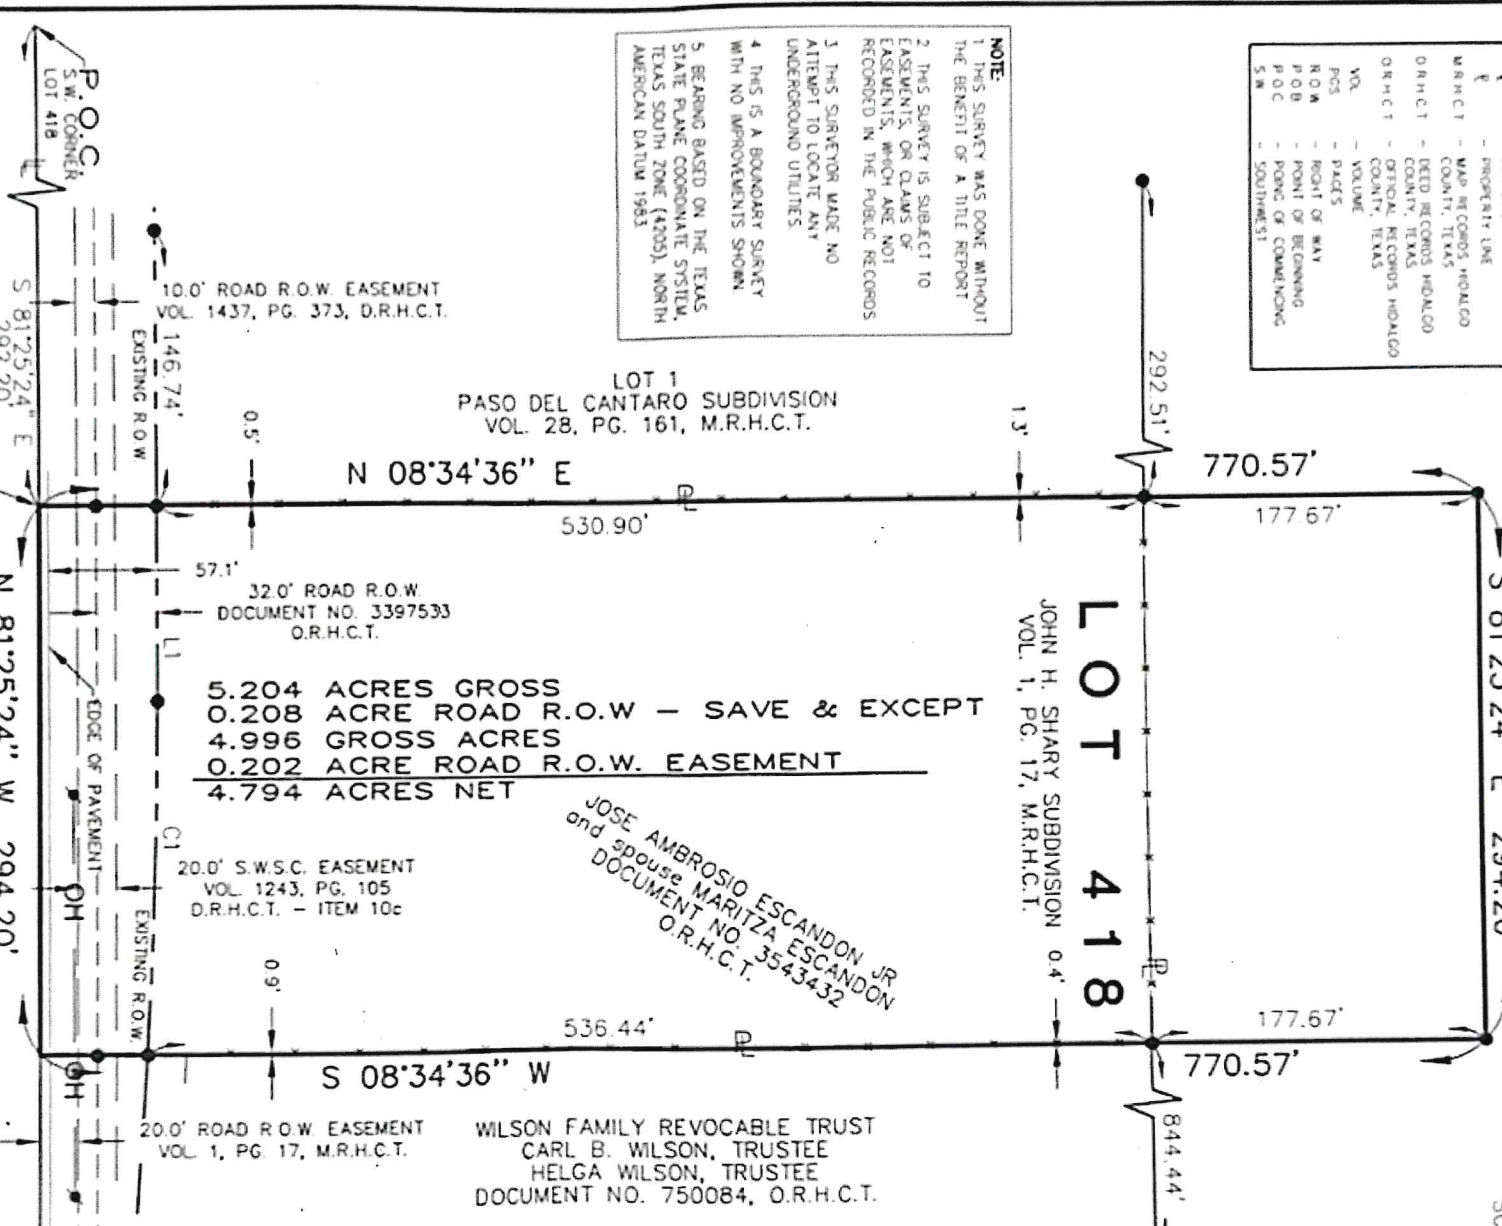 P.O.C.
S.W. CORNER
LOT 418
S 81°25'24" E
292.20'
10.0' ROAD R.O.W. EASEMENT
VOL. 1437, PG. 373, D.R.H.C.T.
EXISTING R.O.W.
146.74'
NOTE:
1 THIS SURVEY WAS DONE WITHOUT
THE BENEFIT OF A TITLE REPORT
2 THIS SURVEY IS SUBJECT TO
EASEMENTS, OR CLAIMS OF
EASEMENTS, WHICH ARE NOT
RECORDED IN THE PUBLIC RECORDS
3 THIS SURVEYOR MADE NO
ATTEMPT TO LOCATE ANY
UNDERGROUND UTILITIES.
4 THIS IS A BOUNDARY SURVEY
WITH NO IMPROVEMENTS SHOWN
5. BEARING BASED ON THE TEXAS
STATE PLANE COORDINATE SYSTEM,
TEXAS SOUTH ZONE (4205), NORTH
AMERICAN DATUM 1983
P̲L - PROPERTY LINE
M.R.H.C.T - MAP RECORDS HIDALGO
COUNTY, TEXAS
D.R.H.C.T - DEED RECORDS HIDALGO
COUNTY, TEXAS
O.R.H.C.T - OFFICIAL RECORDS HIDALGO
COUNTY, TEXAS
VOL - VOLUME
PGS - PAGES
R.O.W - RIGHT OF WAY
P.O.B - POINT OF BEGINNING
P.O.C - POING OF COMMENCING
S.W. - SOUTHWEST
LOT 1
PASO DEL CANTARO SUBDIVISION
VOL. 28, PG. 161, M.R.H.C.T.
292.51'
0.5'
1.3'
N 08°34'36" E
770.57'
530.90'
177.67'
57.1'
32.0' ROAD R.O.W.
DOCUMENT NO. 3397533
O.R.H.C.T.
L1
5.204 ACRES GROSS
0.208 ACRE ROAD R.O.W — SAVE & EXCEPT
4.996 GROSS ACRES
0.202 ACRE ROAD R.O.W. EASEMENT
4.794 ACRES NET
LOT 418
JOHN H. SHARY SUBDIVISION
VOL. 1, PG. 17, M.R.H.C.T.
N 81°25'24" W 294.20'
EDGE OF PAVEMENT
OH
C1
20.0' S.W.S.C. EASEMENT
VOL. 1243, PG. 105
D.R.H.C.T. – ITEM 10c
EXISTING R.O.W.
JOSE AMBROSIO ESCANDON JR
and spouse MARITZA ESCANDON
DOCUMENT NO. 3543432
O.R.H.C.T.
0.9'
0.4'
536.44'
177.67'
S 08°34'36" W
770.57'
OH
844.44'
20.0' ROAD R.O.W. EASEMENT
VOL. 1, PG. 17, M.R.H.C.T.
WILSON FAMILY REVOCABLE TRUST
CARL B. WILSON, TRUSTEE
HELGA WILSON, TRUSTEE
DOCUMENT NO. 750084, O.R.H.C.T.